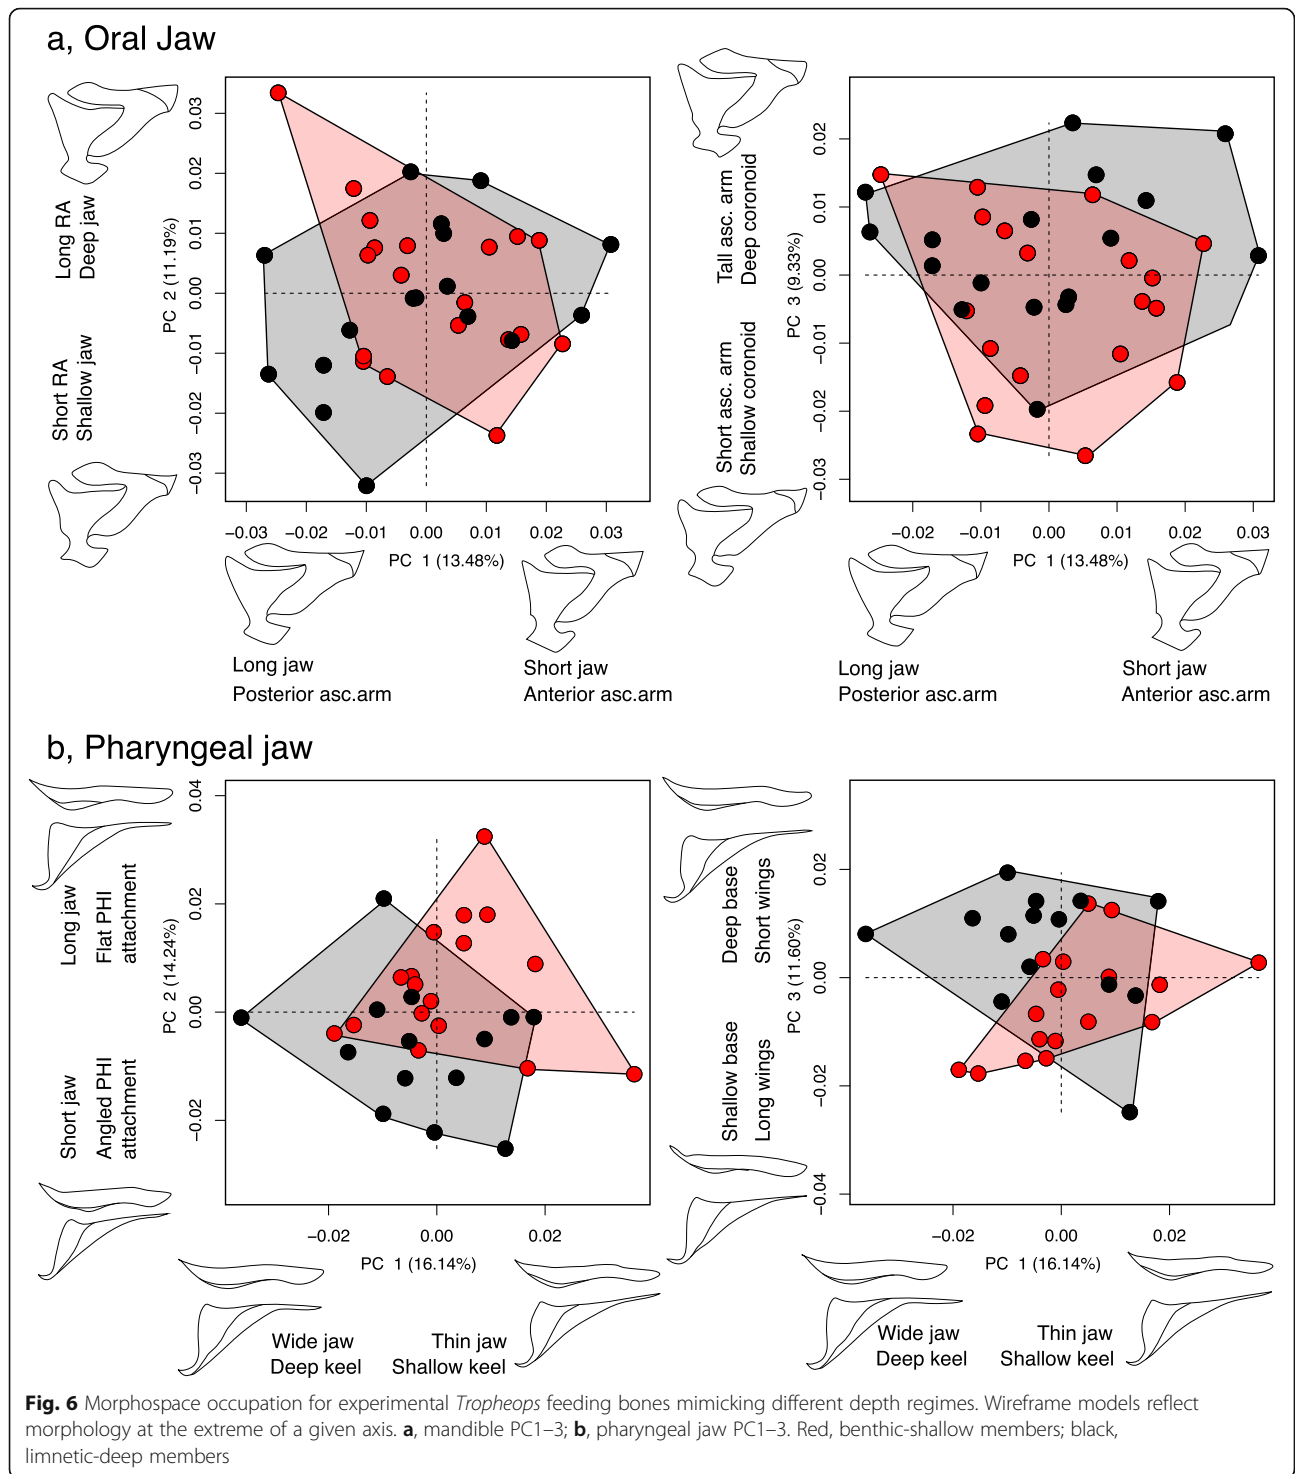 a, Oral Jaw
Long RA
Deep jaw
Short RA
Shallow jaw
PC 2 (11.19%)
0.03
0.02
0.01
0.00
−0.01
−0.02
−0.03
−0.03 −0.02 −0.01 0.00 0.01 0.02 0.03
PC 1 (13.48%)
Long jaw
Posterior asc.arm
Short jaw
Anterior asc.arm
Tall asc. arm
Deep coronoid
Short asc. arm
Shallow coronoid
PC 3 (9.33%)
0.02
0.01
0.00
−0.01
−0.02
−0.03
−0.02 −0.01 0.00 0.01 0.02 0.03
PC 1 (13.48%)
Long jaw
Posterior asc.arm
Short jaw
Anterior asc.arm
b, Pharyngeal jaw
Long jaw
Flat PHI
attachment
Short jaw
Angled PHI
attachment
PC 2 (14.24%)
0.04
0.02
0.00
−0.02
−0.02 0.00 0.02
PC 1 (16.14%)
Wide jaw
Deep keel
Thin jaw
Shallow keel
Deep base
Short wings
Shallow base
Long wings
PC 3 (11.60%)
0.02
0.00
−0.02
−0.04
−0.02 0.00 0.02
PC 1 (16.14%)
Wide jaw
Deep keel
Thin jaw
Shallow keel
Fig. 6 Morphospace occupation for experimental Tropheops feeding bones mimicking different depth regimes. Wireframe models reflect
morphology at the extreme of a given axis. a, mandible PC1–3; b, pharyngeal jaw PC1–3. Red, benthic-shallow members; black,
limnetic-deep members